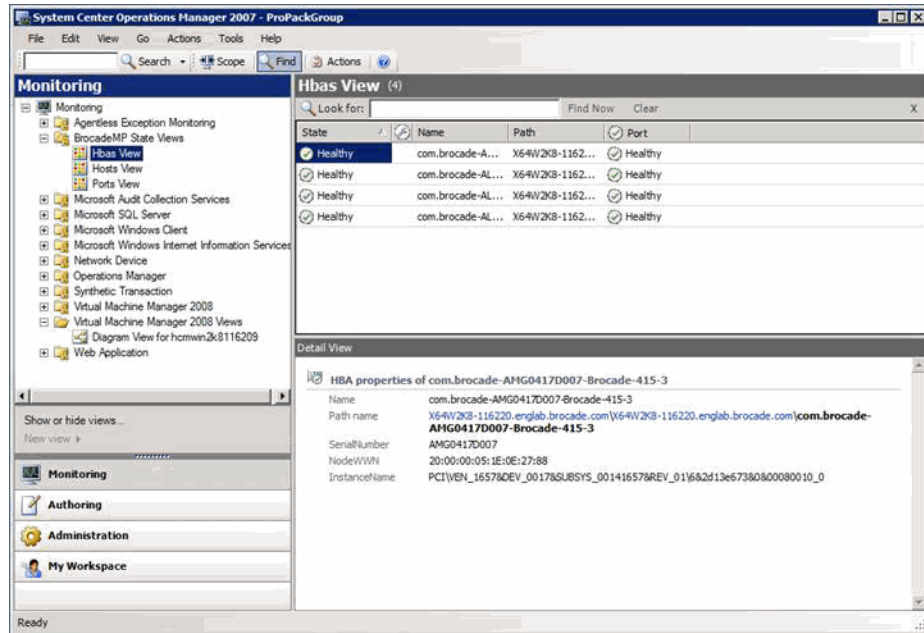 System Center Operations Manager 2007 - ProPackGroup
File Edit View Go Actions Tools Help
Search Scope Find Actions
Monitoring
Monitoring
Agentless Exception Monitoring
BrocadeMP State Views
Hbas View
Hosts View
Ports View
Microsoft Audit Collection Services
Microsoft SQL Server
Microsoft Windows Client
Microsoft Windows Internet Information Services
Network Device
Operations Manager
Synthetic Transaction
Virtual Machine Manager 2008
Virtual Machine Manager 2008 Views
Diagram View for hcmwin2k8116209
Web Application
Show or hide views...
New view
Monitoring
Authoring
Administration
My Workspace
Hbas View (4)
Look for: Find Now Clear X
State Name Path Port
Healthy com.brocade-A... X64W2K8-1162... Healthy
Healthy com.brocade-AL... X64W2K8-1162... Healthy
Healthy com.brocade-AL... X64W2K8-1162... Healthy
Healthy com.brocade-AL... X64W2K8-1162... Healthy
Detail View
HBA properties of com.brocade-AMG0417D007-Brocade-415-3
Name com.brocade-AMG0417D007-Brocade-415-3
Path name X64W2K8-116220.englab.brocade.com\X64W2K8-116220.englab.brocade.com\com.brocade-
AMG0417D007-Brocade-415-3
SerialNumber AMG0417D007
NodeWWN 20:00:00:05:1E:0E:27:88
InstanceName PCI\VEN_1657&DEV_0017&SUBSYS_00141657&REV_01\6&2d13e673&0&00080010_0
Ready